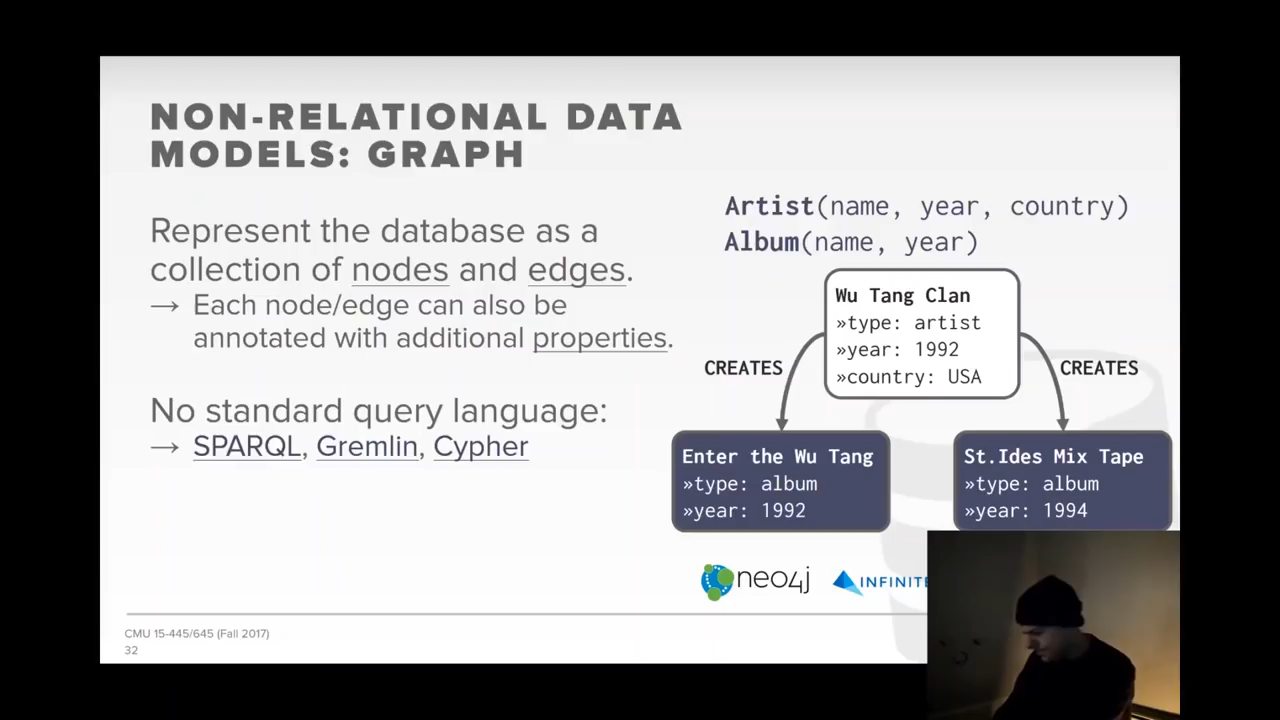 NON-RELATIONAL DATA
MODELS: GRAPH
Represent the database as a
collection of nodes and edges.
→ Each node/edge can also be
annotated with additional properties.
No standard query language:
→ SPARQL, Gremlin, Cypher
Artist(name, year, country)
Album(name, year)
Wu Tang Clan
»type: artist
»year: 1992
»country: USA
CREATES
CREATES
Enter the Wu Tang
»type: album
»year: 1992
St.Ides Mix Tape
»type: album
»year: 1994
neo4j
INFINITE
CMU 15-445/645 (Fall 2017)
32